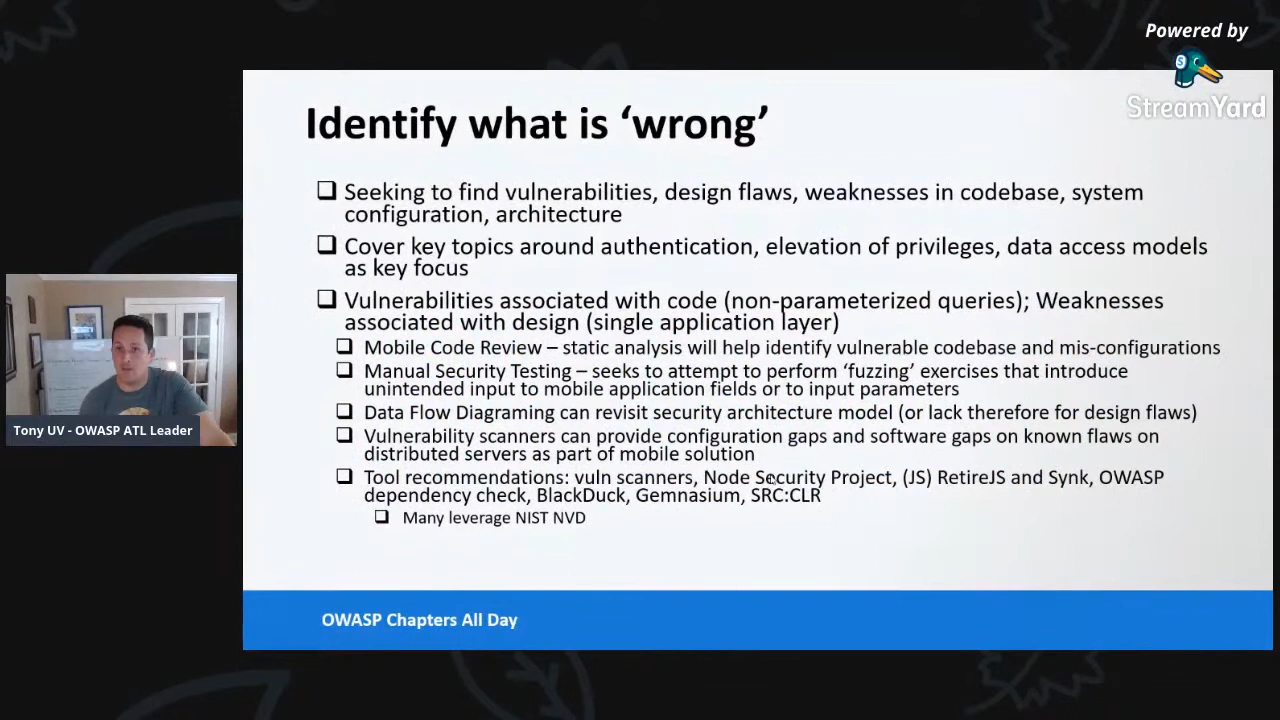 Powered by
StreamYard
Identify what is ‘wrong’
Seeking to find vulnerabilities, design flaws, weaknesses in codebase, system
configuration, architecture
Cover key topics around authentication, elevation of privileges, data access models
as key focus
Vulnerabilities associated with code (non-parameterized queries); Weaknesses
associated with design (single application layer)
Mobile Code Review – static analysis will help identify vulnerable codebase and mis-configurations
Manual Security Testing – seeks to attempt to perform ‘fuzzing’ exercises that introduce
unintended input to mobile application fields or to input parameters
Data Flow Diagraming can revisit security architecture model (or lack therefore for design flaws)
Vulnerability scanners can provide configuration gaps and software gaps on known flaws on
distributed servers as part of mobile solution
Tool recommendations: vuln scanners, Node Security Project, (JS) RetireJS and Synk, OWASP
dependency check, BlackDuck, Gemnasium, SRC:CLR
Many leverage NIST NVD
Tony UV - OWASP ATL Leader
OWASP Chapters All Day